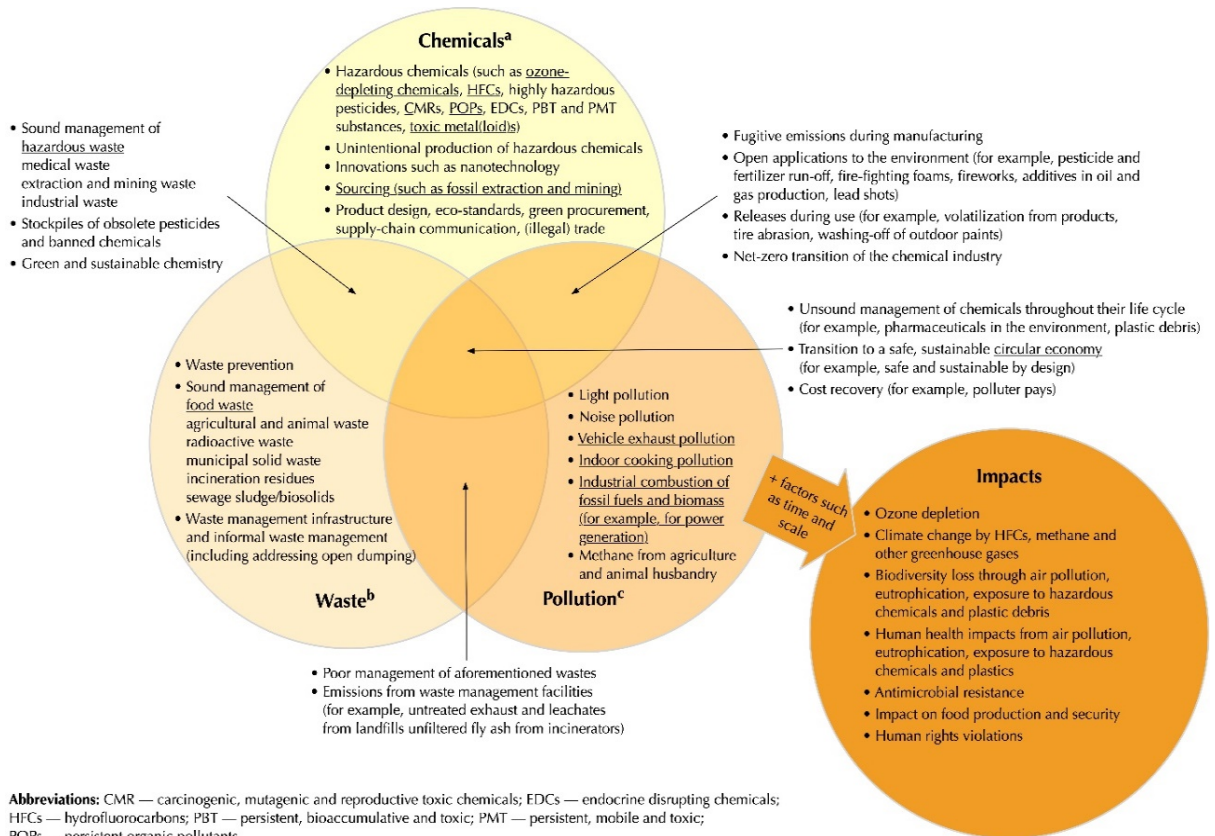 Chemicalsᵃ
• Hazardous chemicals (such as ozone-
depleting chemicals, HFCs, highly hazardous
pesticides, CMRs, POPs, EDCs, PBT and PMT
substances, toxic metal(loid)s)
• Unintentional production of hazardous chemicals
• Innovations such as nanotechnology
• Sourcing (such as fossil extraction and mining)
• Product design, eco-standards, green procurement,
supply-chain communication, (illegal) trade
• Sound management of
hazardous waste
medical waste
extraction and mining waste
industrial waste
• Stockpiles of obsolete pesticides
and banned chemicals
• Green and sustainable chemistry
• Fugitive emissions during manufacturing
• Open applications to the environment (for example, pesticide and
fertilizer run-off, fire-fighting foams, fireworks, additives in oil and
gas production, lead shots)
• Releases during use (for example, volatilization from products,
tire abrasion, washing-off of outdoor paints)
• Net-zero transition of the chemical industry
• Unsound management of chemicals throughout their life cycle
(for example, pharmaceuticals in the environment, plastic debris)
• Transition to a safe, sustainable circular economy
(for example, safe and sustainable by design)
• Cost recovery (for example, polluter pays)
• Waste prevention
• Sound management of
food waste
agricultural and animal waste
radioactive waste
municipal solid waste
incineration residues
sewage sludge/biosolids
• Waste management infrastructure
and informal waste management
(including addressing open dumping)
Wasteᵇ
• Light pollution
• Noise pollution
• Vehicle exhaust pollution
• Indoor cooking pollution
• Industrial combustion of
fossil fuels and biomass
(for example, for power
generation)
• Methane from agriculture
and animal husbandry
Pollutionᶜ
+ factors such
as time and
scale
Impacts
• Ozone depletion
• Climate change by HFCs, methane and
other greenhouse gases
• Biodiversity loss through air pollution,
eutrophication, exposure to hazardous
chemicals and plastic debris
• Human health impacts from air pollution,
eutrophication, exposure to hazardous
chemicals and plastics
• Antimicrobial resistance
• Impact on food production and security
• Human rights violations
• Poor management of aforementioned wastes
• Emissions from waste management facilities
(for example, untreated exhaust and leachates
from landfills unfiltered fly ash from incinerators)
Abbreviations: CMR — carcinogenic, mutagenic and reproductive toxic chemicals; EDCs — endocrine disrupting chemicals;
HFCs — hydrofluorocarbons; PBT — persistent, bioaccumulative and toxic; PMT — persistent, mobile and toxic;
POPs — persistent organic pollutants